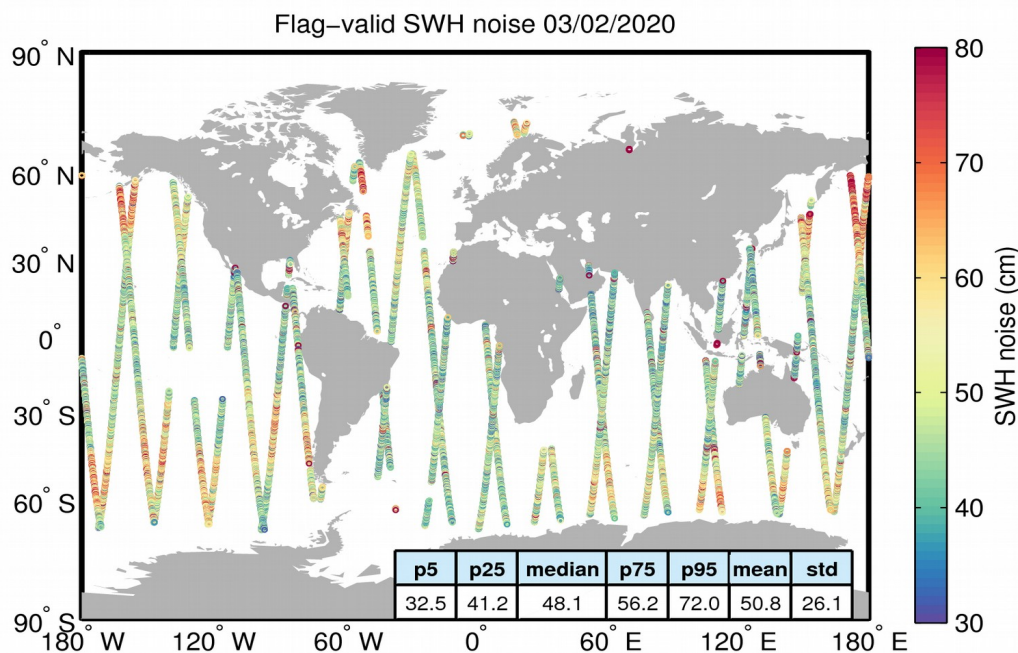 Flag−valid SWH noise 03/02/2020
90° N
60° N
30° N
0°
30° S
60° S
90° S
180° W
120° W
60° W
0°
60° E
120° E
180° E
p5 p25 median p75 p95 mean std
32.5 41.2 48.1 56.2 72.0 50.8 26.1
80
70
60
50
40
30
SWH noise (cm)